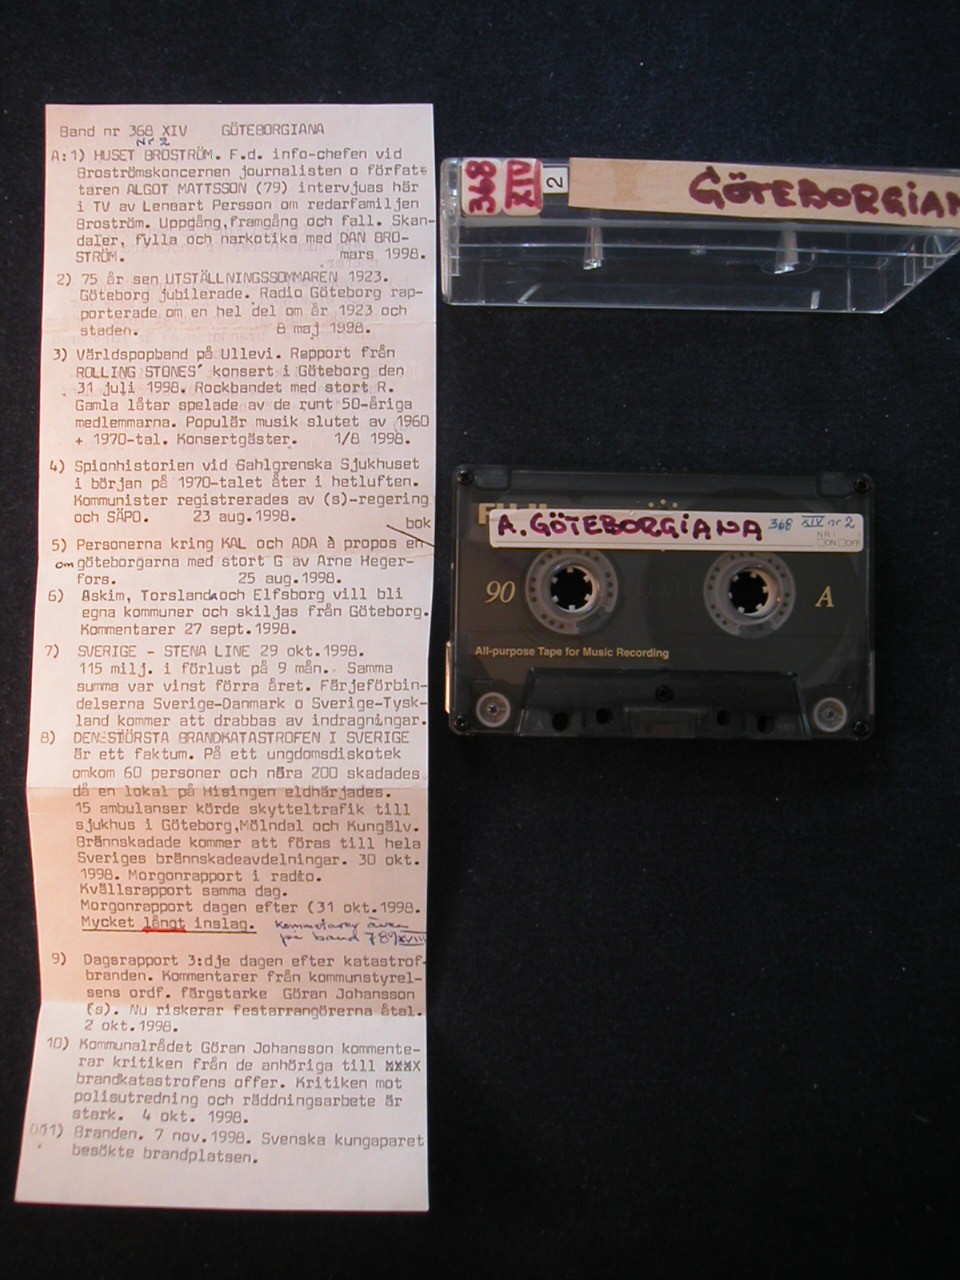 Band nr 368 XIV GÖTEBORGIANA
Nr 2
A:1) HUSET BROSTRÖM. F.d. info-chefen vid
Broströmskoncernen journalisten o förfat-
taren ALGOT MATTSSON (79) intervjuas här
i TV av Lennart Persson om redarfamiljen
Broström. Uppgång,framgång och fall. Skan-
daler, fylla och narkotika med DAN BRO-
STRÖM. mars 1998.
2) 75 år sen UTSTÄLLNINGSSOMMAREN 1923.
Göteborg jubilerade. Radio Göteborg rap-
porterade om en hel del om år 1923 och
staden. 8 maj 1998.
3) Världspopband på Ullevi. Rapport från
ROLLING STONES' konsert i Göteborg den
31 juli 1998. Rockbandet med stort R.
Gamla låtar spelade av de runt 50-åriga
medlemmarna. Populär musik slutet av 1960
+ 1970-tal. Konsertgäster. 1/8 1998.
4) Spionhistorien vid Sahlgrenska Sjukhuset
i början på 1970-talet åter i hetluften.
Kommunister registrerades av (s)-regering
och SÄPO. 23 aug.1998.
bok
5) Personerna kring KAL och ADA à propos en
om göteborgarna med stort G av Arne Heger-
fors. 25 aug.1998.
6) Askim, Torslanda och Elfsborg vill bli
egna kommuner och skiljas från Göteborg.
Kommentarer 27 sept.1998.
7) SVERIGE - STENA LINE 29 okt.1998.
115 milj. i förlust på 9 mån. Samma
summa var vinst förra året. Färjeförbin-
delserna Sverige-Danmark o Sverige-Tysk-
land kommer att drabbas av indragningar.
8) DEN STÖRSTA BRANDKATASTROFEN I SVERIGE
är ett faktum. På ett ungdomsdiskotek
omkom 60 personer och nära 200 skadades
då en lokal på Hisingen eldhärjades.
15 ambulanser körde skytteltrafik till
sjukhus i Göteborg,Mölndal och Kungälv.
Brännskadade kommer att föras till hela
Sveriges brännskadeavdelningar. 30 okt.
1998. Morgonrapport i radio.
Kvällsrapport samma dag.
Morgonrapport dagen efter (31 okt.1998.
Mycket långt inslag. Kommentarer även
på band 789 XVIII
9) Dagsrapport 3:dje dagen efter katastrof-
branden. Kommentarer från kommunstyrel-
sens ordf. färgstarke Göran Johansson
(s). Nu riskerar festarrangörerna åtal.
2 okt.1998.
10) Kommunalrådet Göran Johansson kommente-
rar kritiken från de anhöriga till XXXX
brandkatastrofens offer. Kritiken mot
polisutredning och räddningsarbete är
stark. 4 okt. 1998.
11) Branden. 7 nov.1998. Svenska kungaparet
besökte brandplatsen.
368 XIV 2 GÖTEBORGIAN
A. GÖTEBORGIANA 368 XIV nr 2
N R
ON OFF
90 A
All-purpose Tape for Music Recording